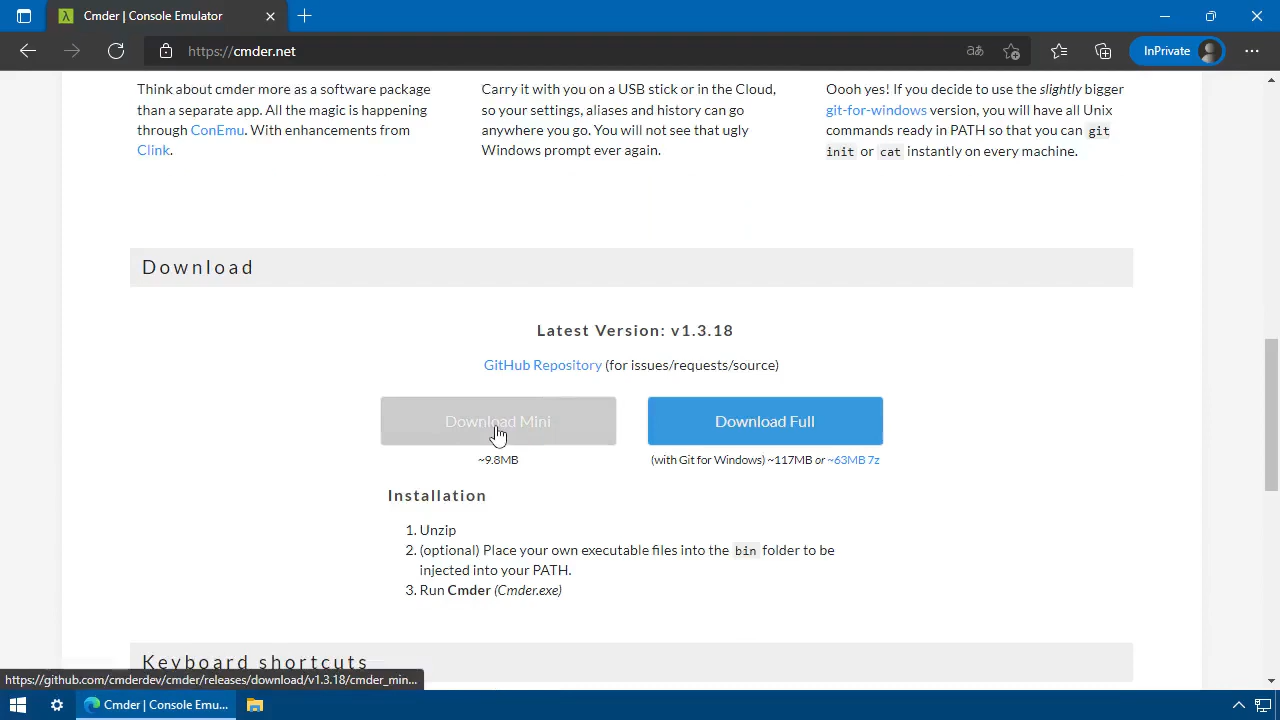 Cmder | Console Emulator
https://cmder.net
InPrivate
Think about cmder more as a software package
than a separate app. All the magic is happening
through ConEmu. With enhancements from
Clink.
Carry it with you on a USB stick or in the Cloud,
so your settings, aliases and history can go
anywhere you go. You will not see that ugly
Windows prompt ever again.
Oooh yes! If you decide to use the slightly bigger
git-for-windows version, you will have all Unix
commands ready in PATH so that you can git
init or cat instantly on every machine.
Download
Latest Version: v1.3.18
GitHub Repository (for issues/requests/source)
Download Mini
Download Full
~9.8MB
(with Git for Windows) ~117MB or ~63MB 7z
Installation
1. Unzip
2. (optional) Place your own executable files into the bin folder to be
injected into your PATH.
3. Run Cmder (Cmder.exe)
Keyboard shortcuts
https://github.com/cmderdev/cmder/releases/download/v1.3.18/cmder_min...
Cmder | Console Emu...